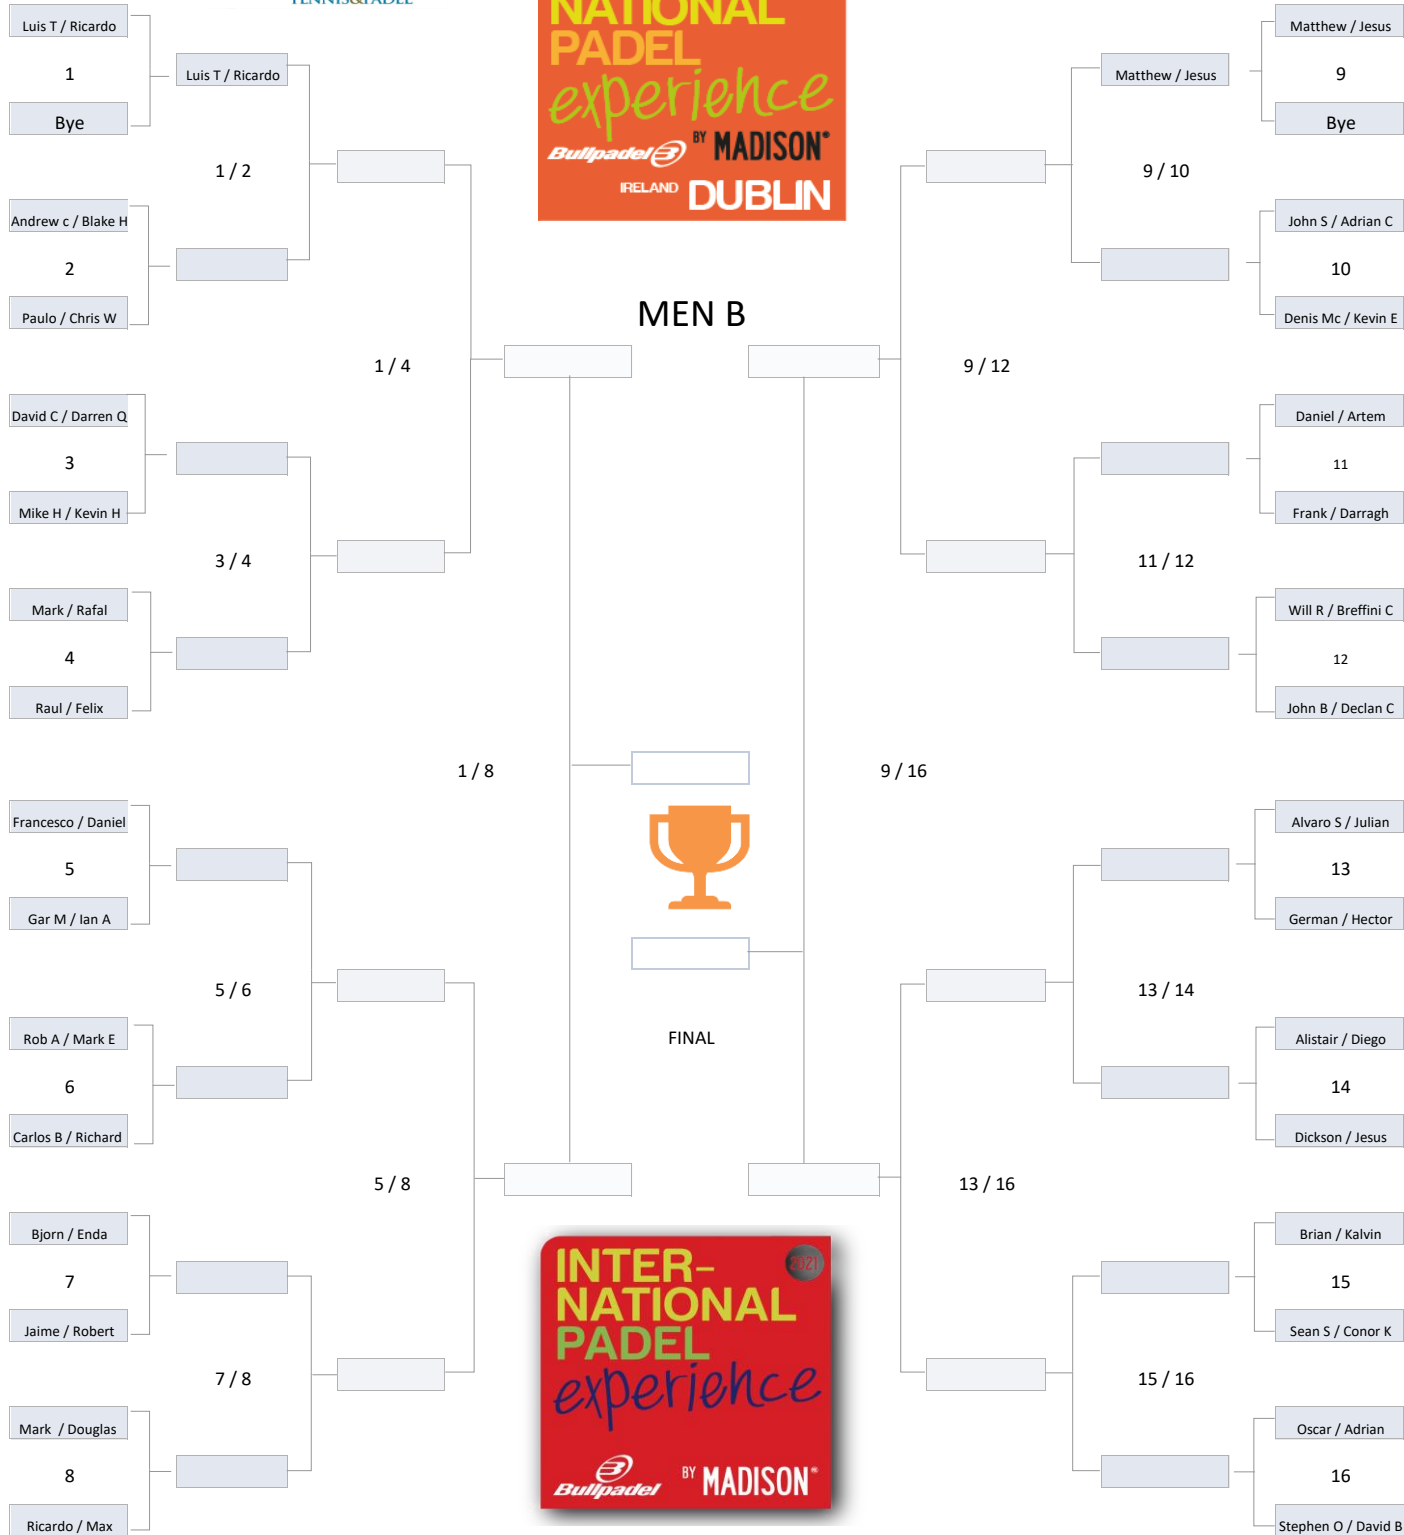 TENNIS&PADEL
NATIONAL
PADEL
experience
Bullpadel BY MADISON®
IRELAND DUBLIN
MEN B
Luis T / Ricardo
1
Bye
Luis T / Ricardo
1 / 2
Andrew c / Blake H
2
Paulo / Chris W
1 / 4
David C / Darren Q
3
Mike H / Kevin H
3 / 4
Mark / Rafal
4
Raul / Felix
1 / 8
Francesco / Daniel
5
Gar M / Ian A
5 / 6
Rob A / Mark E
6
Carlos B / Richard
5 / 8
Bjorn / Enda
7
Jaime / Robert
7 / 8
Mark / Douglas
8
Ricardo / Max
Matthew / Jesus
9
Bye
Matthew / Jesus
9 / 10
John S / Adrian C
10
Denis Mc / Kevin E
9 / 12
Daniel / Artem
11
Frank / Darragh
11 / 12
Will R / Breffini C
12
John B / Declan C
9 / 16
Alvaro S / Julian
13
German / Hector
13 / 14
Alistair / Diego
14
Dickson / Jesus
13 / 16
Brian / Kalvin
15
Sean S / Conor K
15 / 16
Oscar / Adrian
16
Stephen O / David B
FINAL
2021
INTER-
NATIONAL
PADEL
experience
Bullpadel BY MADISON®